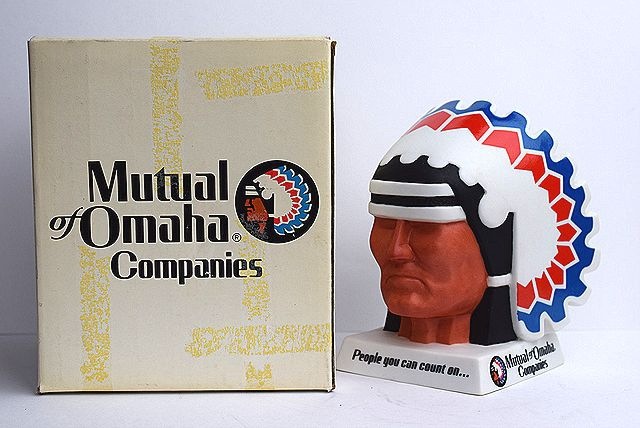 Mutual
of Omaha®
Companies
People you can count on...
Mutual of Omaha
Companies